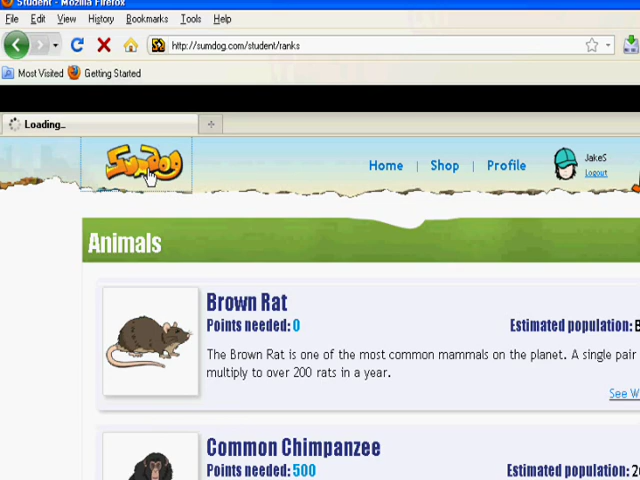 Student - Mozilla Firefox
File Edit View History Bookmarks Tools Help
http://sumdog.com/student/ranks
Most Visited Getting Started
Loading...
Sumdog
Home | Shop | Profile
JakeS
Logout
Animals
Brown Rat
Points needed: 0 Estimated population:
The Brown Rat is one of the most common mammals on the planet. A single pair
multiply to over 200 rats in a year.
See
Common Chimpanzee
Points needed: 500 Estimated population: